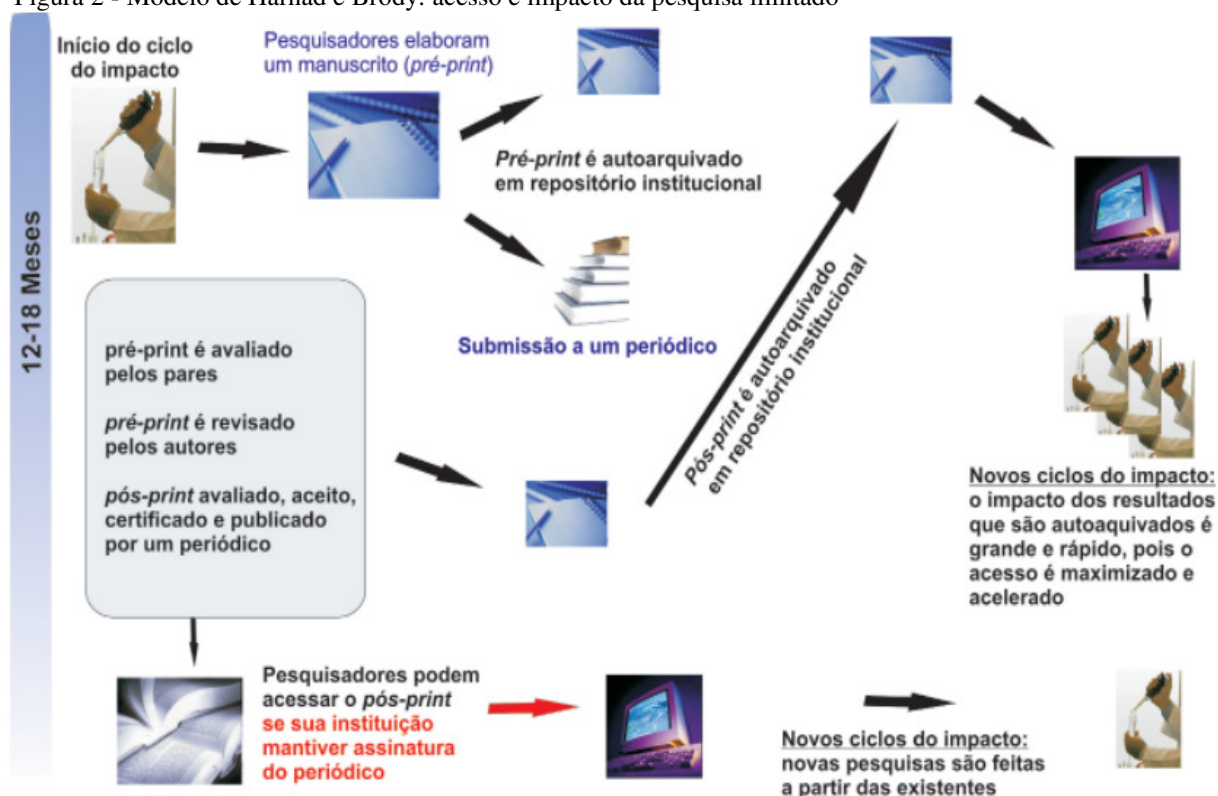 Figura 2 - Modelo de Harnad e Brody: acesso e impacto da pesquisa limitado
Início do ciclo
do impacto
Pesquisadores elaboram
um manuscrito (pré-print)
Pré-print é autoarquivado
em repositório institucional
Submissão a um periódico
12-18 Meses
pré-print é avaliado
pelos pares
pré-print é revisado
pelos autores
pós-print avaliado, aceito,
certificado e publicado
por um periódico
Pós-print é autoarquivado
em repositório institucional
Novos ciclos do impacto:
o impacto dos resultados
que são autoaquivados é
grande e rápido, pois o
acesso é maximizado e
acelerado
Pesquisadores podem
acessar o pós-print
se sua instituição
mantiver assinatura
do periódico
Novos ciclos do impacto:
novas pesquisas são feitas
a partir das existentes